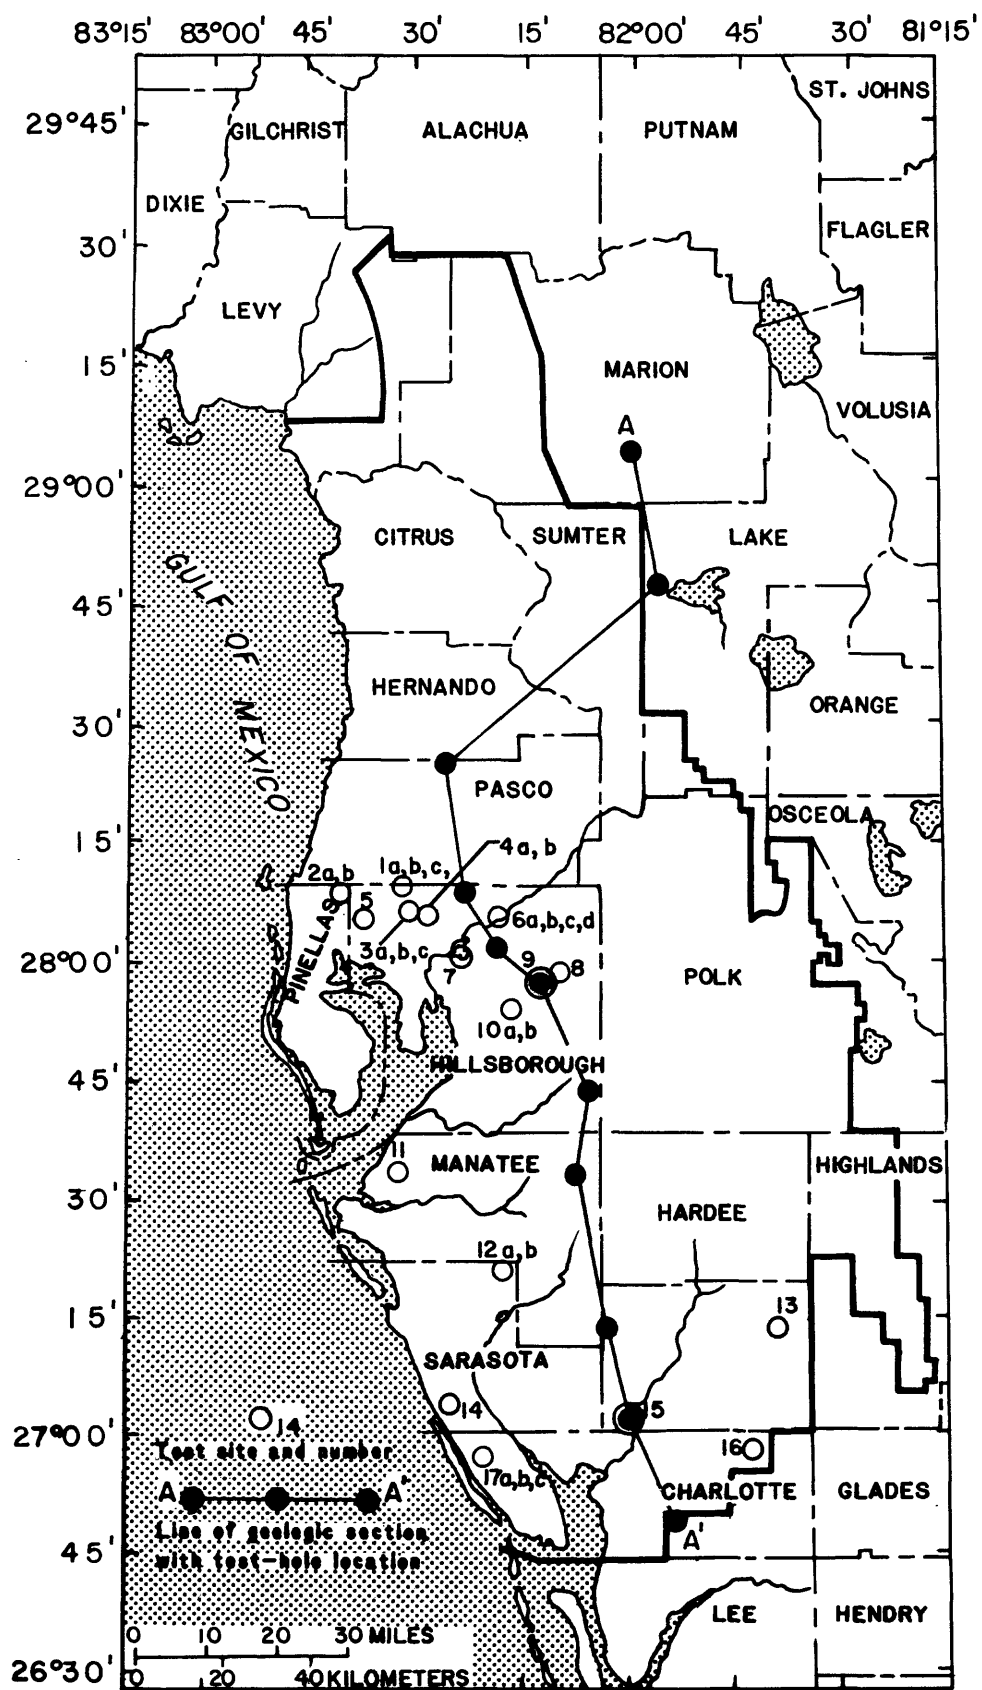 83°15' 83°00' 45' 30' 15' 82°00' 45' 30' 81°15'
ST. JOHNS
29°45'
GILCHRIST ALACHUA PUTNAM
DIXIE
FLAGLER
30'
LEVY
15'
MARION
VOLUSIA
A
29°00'
CITRUS SUMTER LAKE
GULF OF MEXICO
45'
HERNANDO
ORANGE
30'
PASCO
OSCEOLA
15'
4a,b
2a,b 1a,b,c,
5
6a,b,c,d
3a,b,c
PINELLAS
28°00'
7 9 8
POLK
10a,b
HILLSBOROUGH
45'
11
MANATEE
HIGHLANDS
30'
HARDEE
12a,b
15'
13
SARASOTA
14
5
27°00'
14
Test site and number
16
17a,b,c
A A'
CHARLOTTE GLADES
Line of geologic section
with test-hole location
A'
45'
LEE HENDRY
0 10 20 30 MILES
26°30'
0 20 40 KILOMETERS